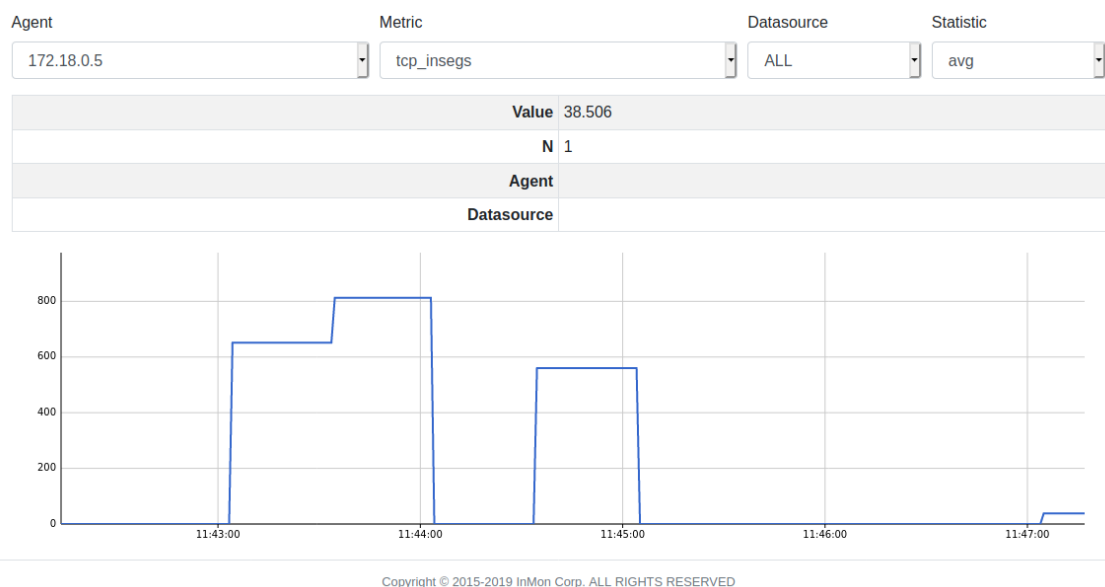 Agent Metric Datasource Statistic
172.18.0.5 tcp_insegs ALL avg
Value 38.506
N 1
Agent
Datasource
800
600
400
200
0
11:43:00 11:44:00 11:45:00 11:46:00 11:47:00
Copyright © 2015-2019 InMon Corp. ALL RIGHTS RESERVED